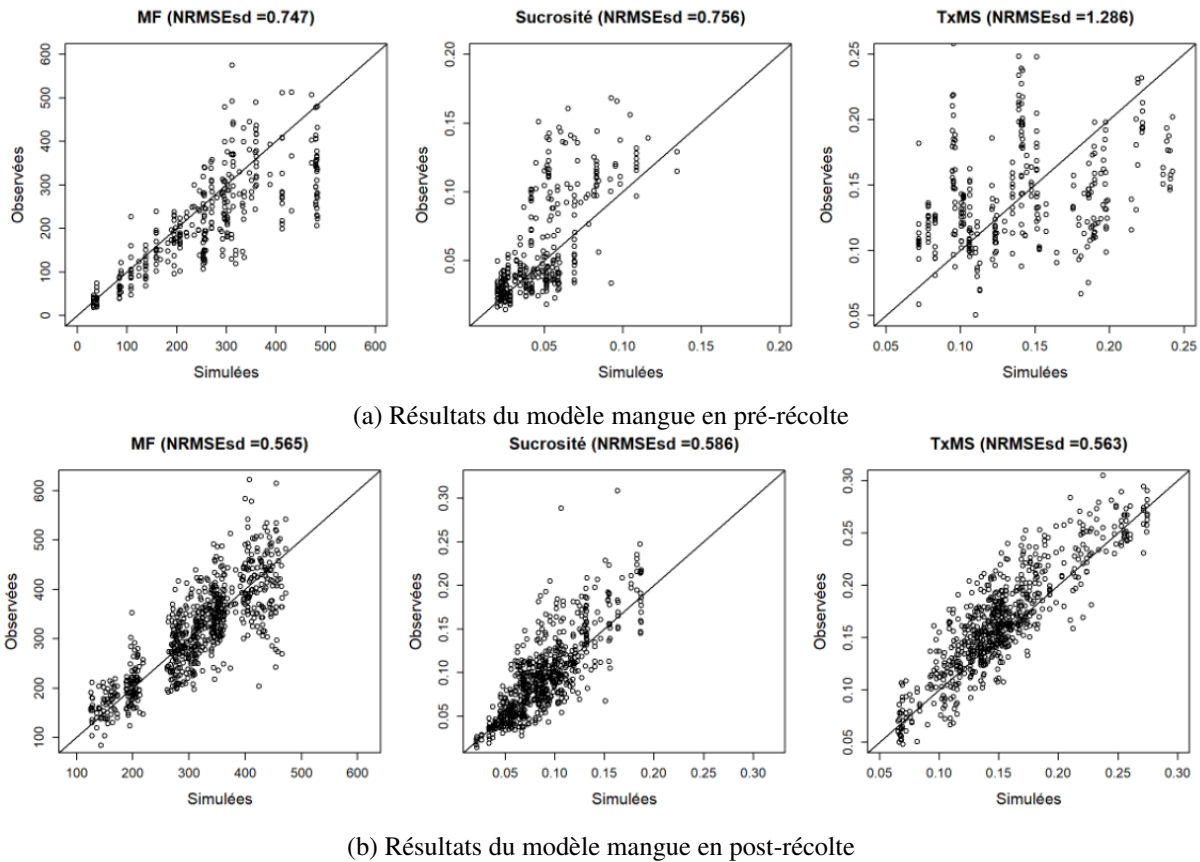 MF (NRMSEsd =0.747)
Observées
600
500
400
300
200
100
0
0 100 200 300 400 500 600
Simulées
Sucrosité (NRMSEsd =0.756)
Observées
0.20
0.15
0.10
0.05
0.05 0.10 0.15 0.20
Simulées
TxMS (NRMSEsd =1.286)
Observées
0.25
0.20
0.15
0.10
0.05
0.05 0.10 0.15 0.20 0.25
Simulées
(a) Résultats du modèle mangue en pré-récolte
MF (NRMSEsd =0.565)
Observées
600
500
400
300
200
100
100 200 300 400 500 600
Simulées
Sucrosité (NRMSEsd =0.586)
Observées
0.30
0.25
0.20
0.15
0.10
0.05
0.05 0.10 0.15 0.20 0.25 0.30
Simulées
TxMS (NRMSEsd =0.563)
Observées
0.30
0.25
0.20
0.15
0.10
0.05
0.05 0.10 0.15 0.20 0.25 0.30
Simulées
(b) Résultats du modèle mangue en post-récolte